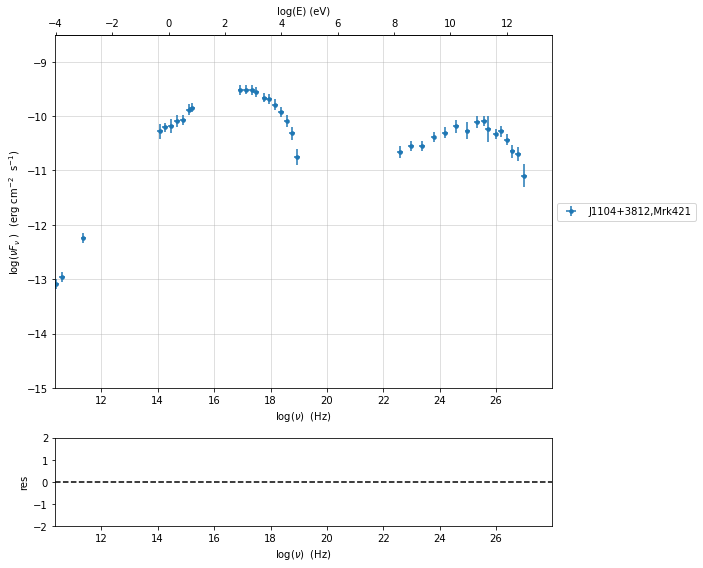 log(E) (eV)
−4 −2 0 2 4 6 8 10 12
−9
−10
−11
−12
−13
−14
−15
log(νFν ) (erg cm−2 s−1)
J1104+3812,Mrk421
12 14 16 18 20 22 24 26
log(ν) (Hz)
2
1
0
−1
−2
res
12 14 16 18 20 22 24 26
log(ν) (Hz)